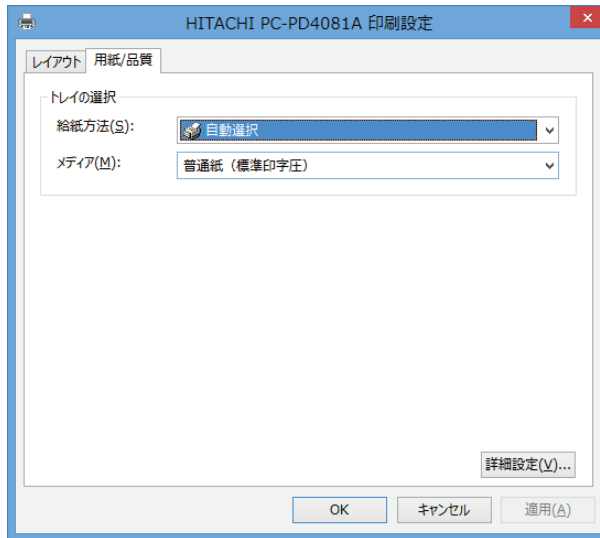 HITACHI PC-PD4081A 印刷設定
レイアウト 用紙/品質
トレイの選択
給紙方法(S): 自動選択
メディア(M): 普通紙（標準印字圧）
詳細設定(V)...
OK キャンセル 適用(A)